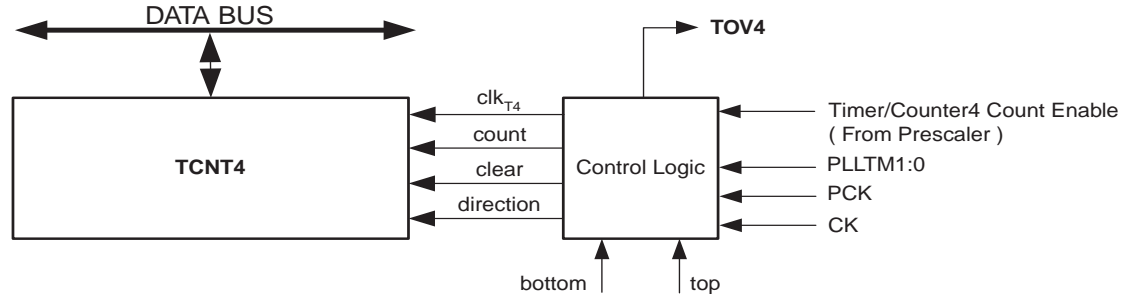 DATA BUS
TOV4
clkT4
count
clear
direction
TCNT4
Control Logic
Timer/Counter4 Count Enable
( From Prescaler )
PLLTM1:0
PCK
CK
bottom
top